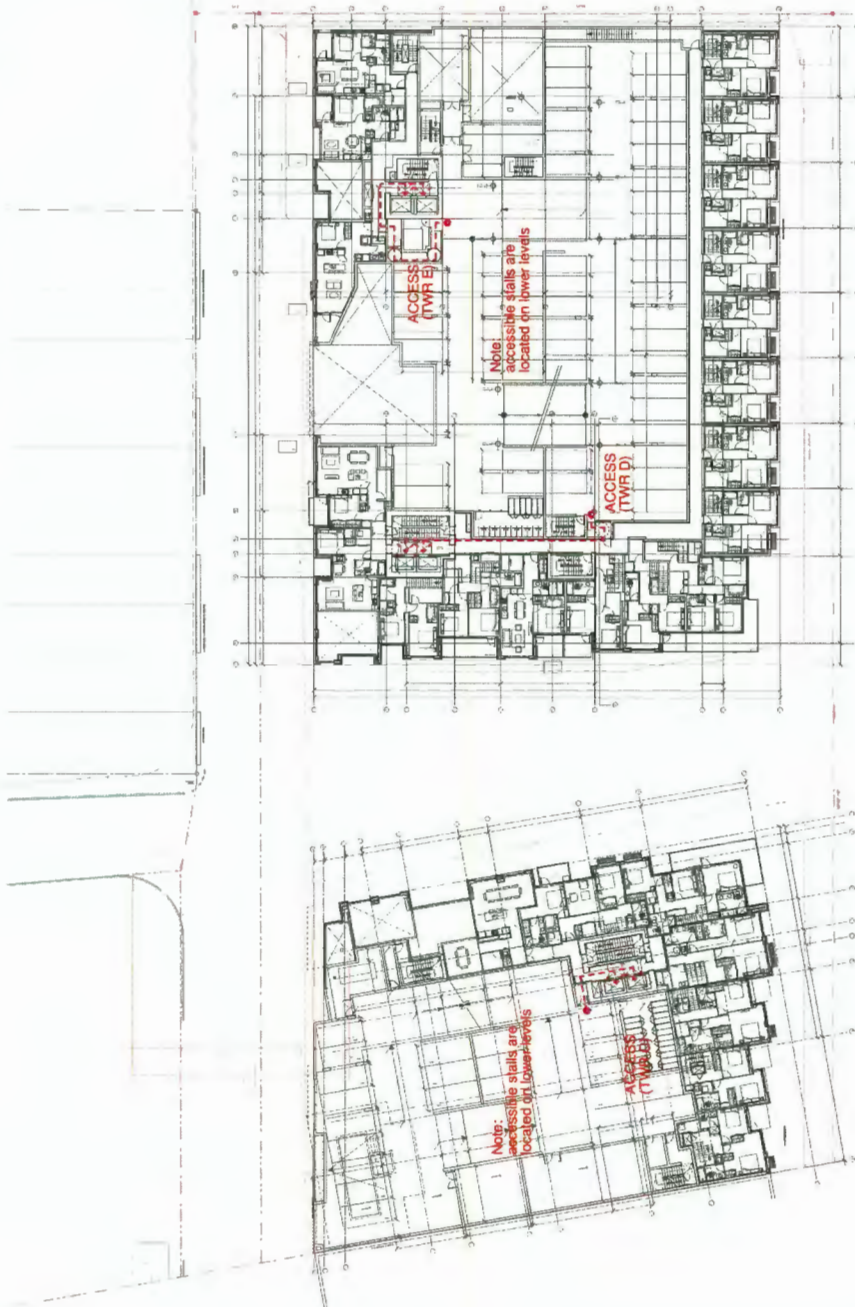 ACCESS
(TWR E)
Note:
accessible stalls are
located on lower levels
ACCESS
(TWR D)
Note:
accessible stalls are
located on lower levels
ACCESS